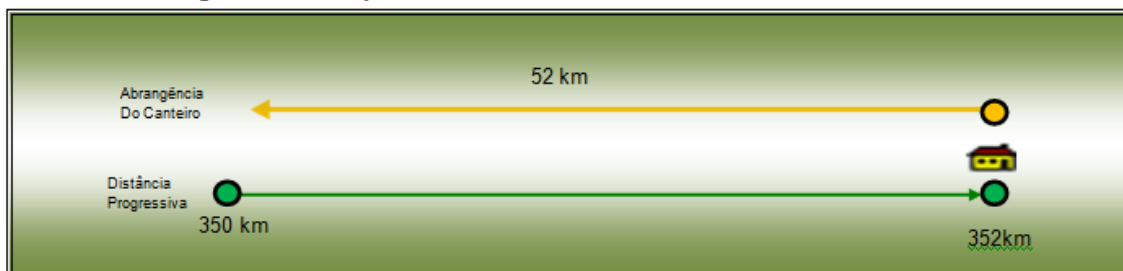 52 km
Abrangência
Do Canteiro
Distância
Progressiva
350 km
352km